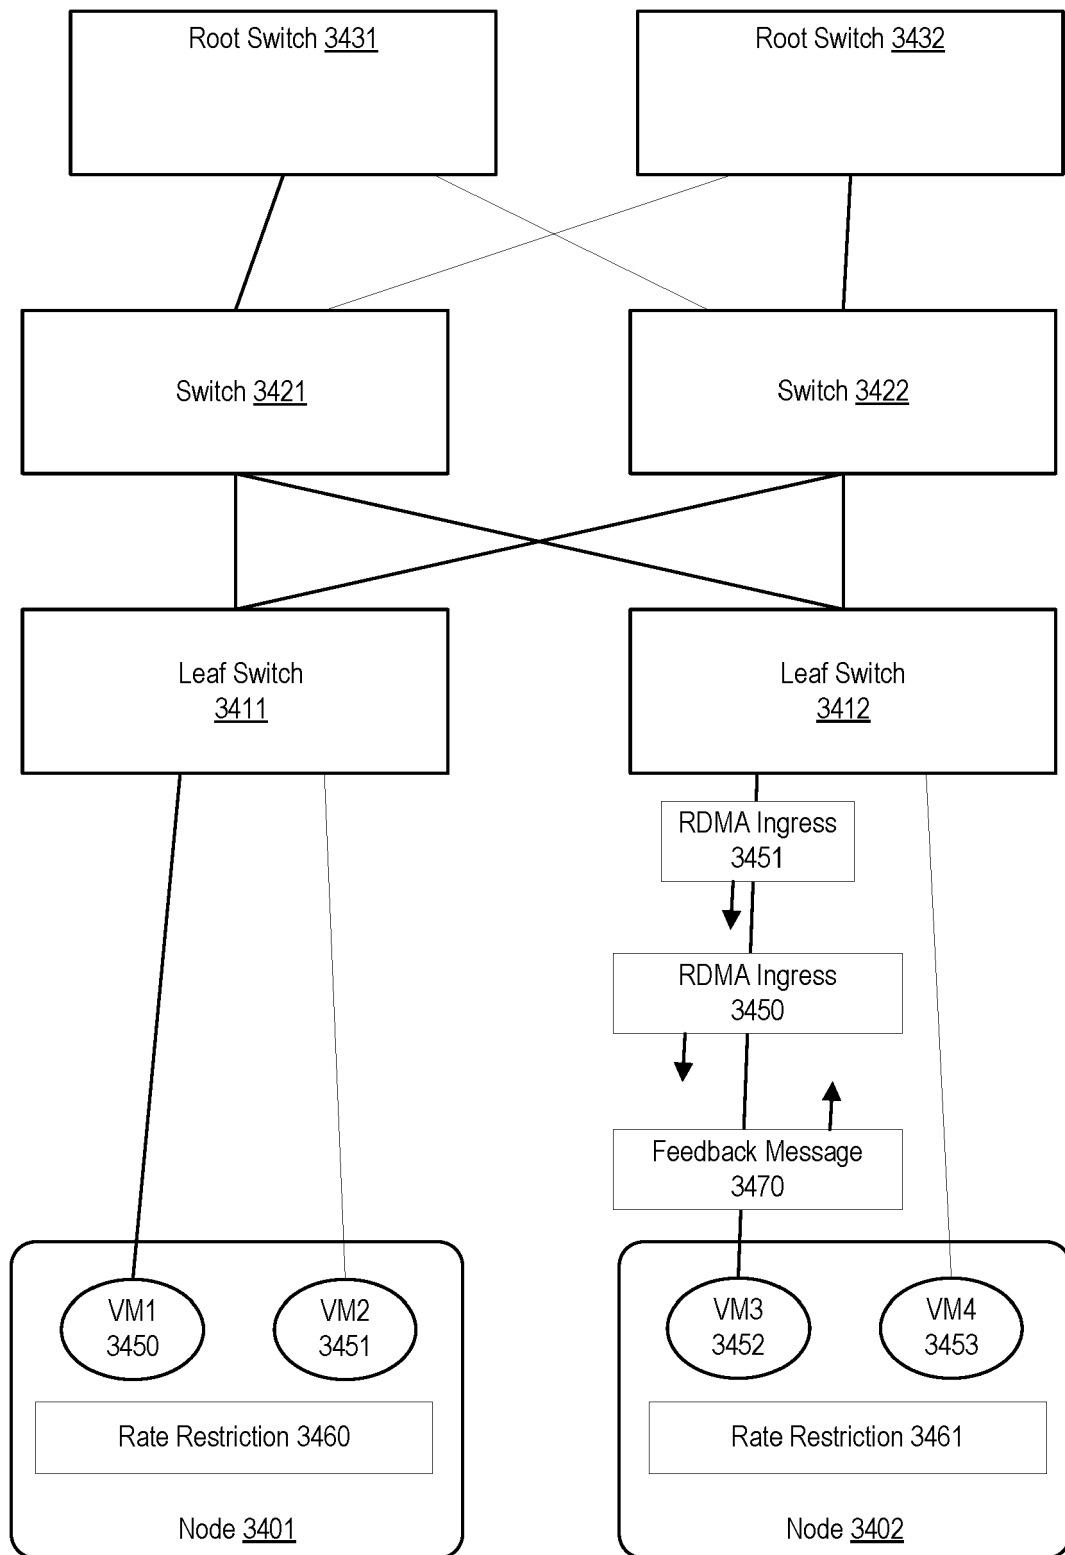 Root Switch 3431
Root Switch 3432
Switch 3421
Switch 3422
Leaf Switch
3411
Leaf Switch
3412
RDMA Ingress
3451
RDMA Ingress
3450
Feedback Message
3470
VM1
3450
VM2
3451
VM3
3452
VM4
3453
Rate Restriction 3460
Rate Restriction 3461
Node 3401
Node 3402